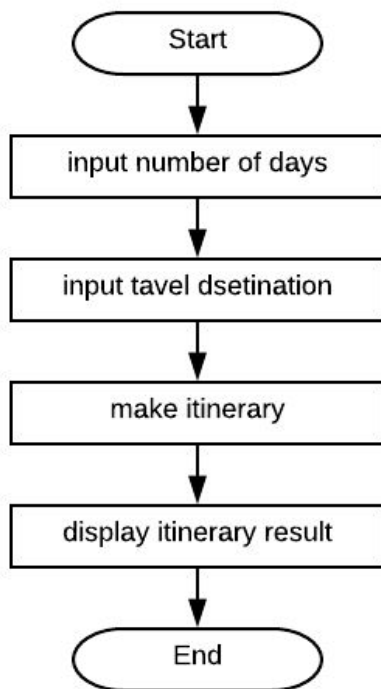 Start
input number of days
input tavel dsetination
make itinerary
display itinerary result
End